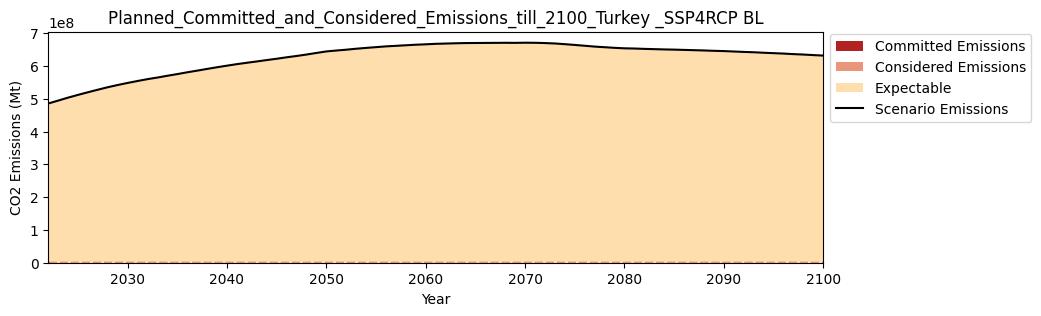 Planned_Committed_and_Considered_Emissions_till_2100_Turkey _SSP4RCP BL
1e8
7
6
5
4
3
2
1
0
CO2 Emissions (Mt)
2030 2040 2050 2060 2070 2080 2090 2100
Year
Committed Emissions
Considered Emissions
Expectable
Scenario Emissions